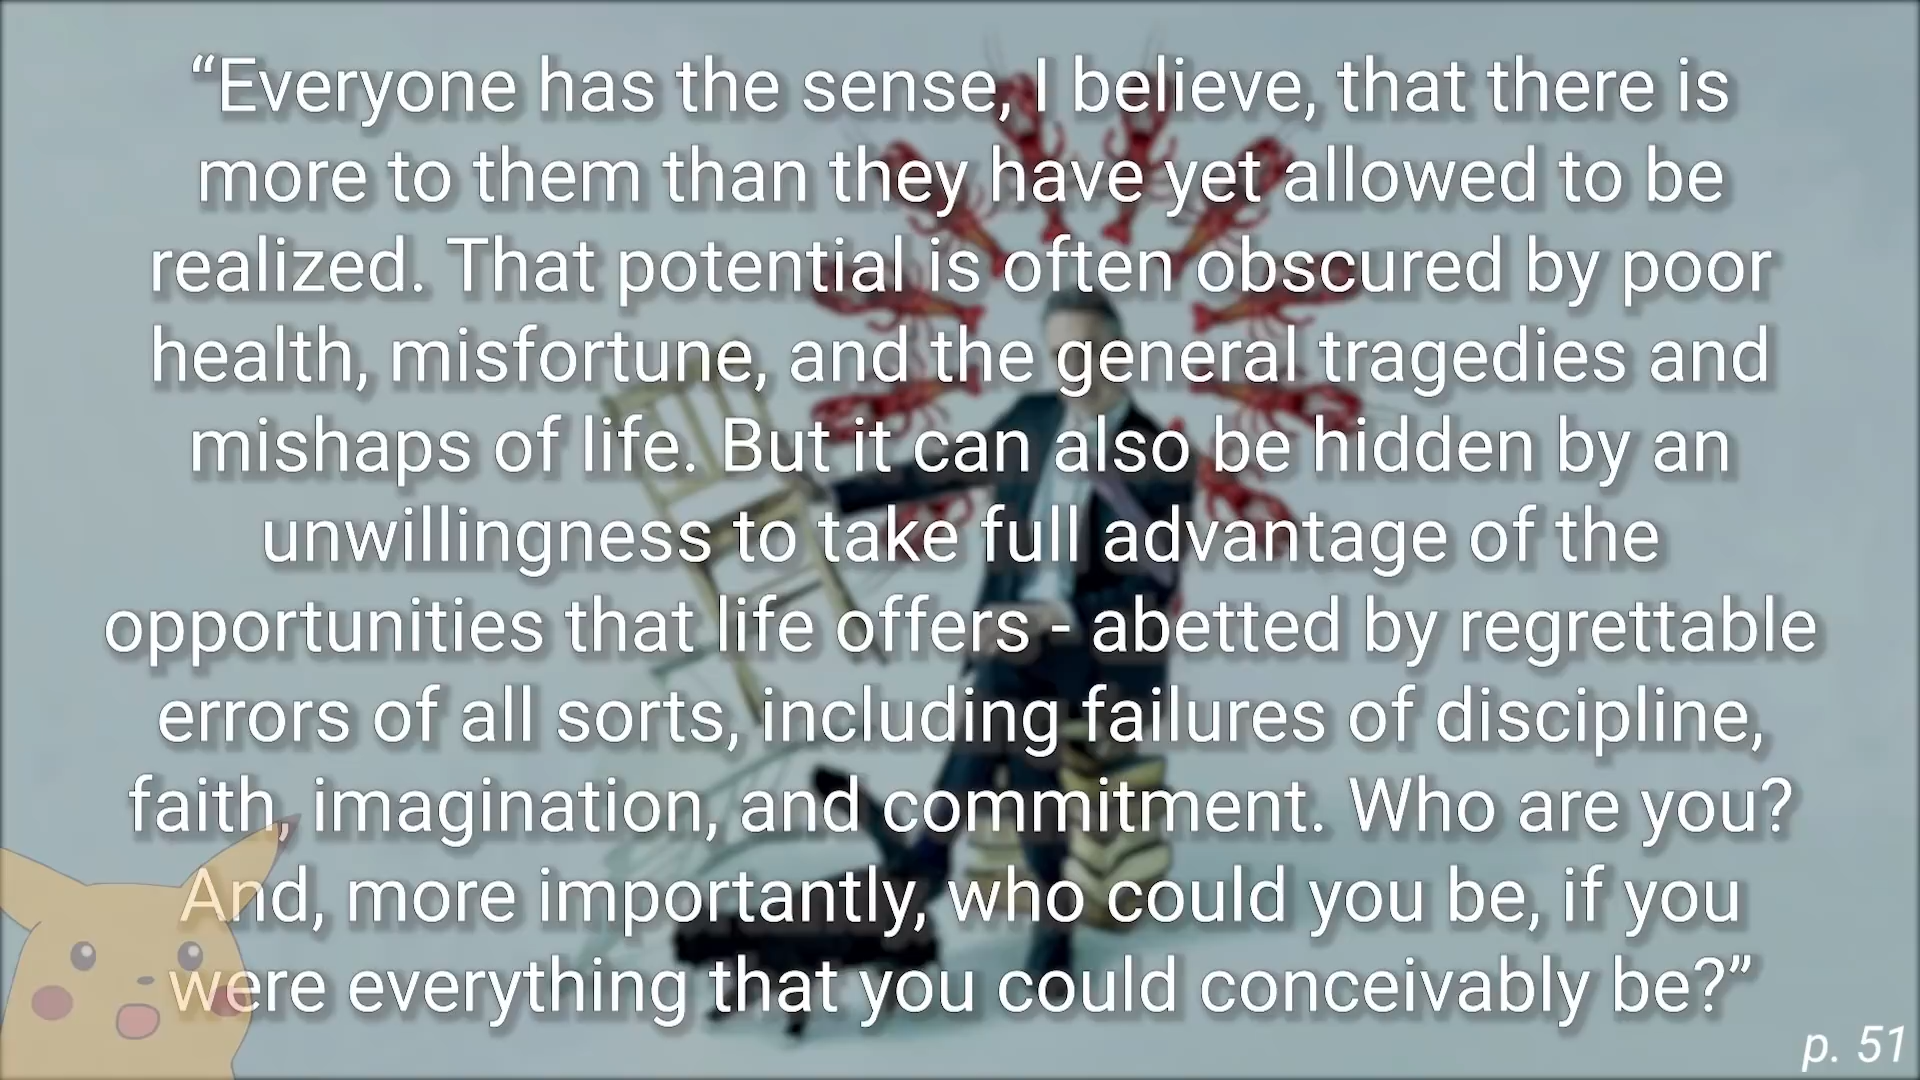 “Everyone has the sense, I believe, that there is
more to them than they have yet allowed to be
realized. That potential is often obscured by poor
health, misfortune, and the general tragedies and
mishaps of life. But it can also be hidden by an
unwillingness to take full advantage of the
opportunities that life offers - abetted by regrettable
errors of all sorts, including failures of discipline,
faith, imagination, and commitment. Who are you?
And, more importantly, who could you be, if you
were everything that you could conceivably be?”
p. 51